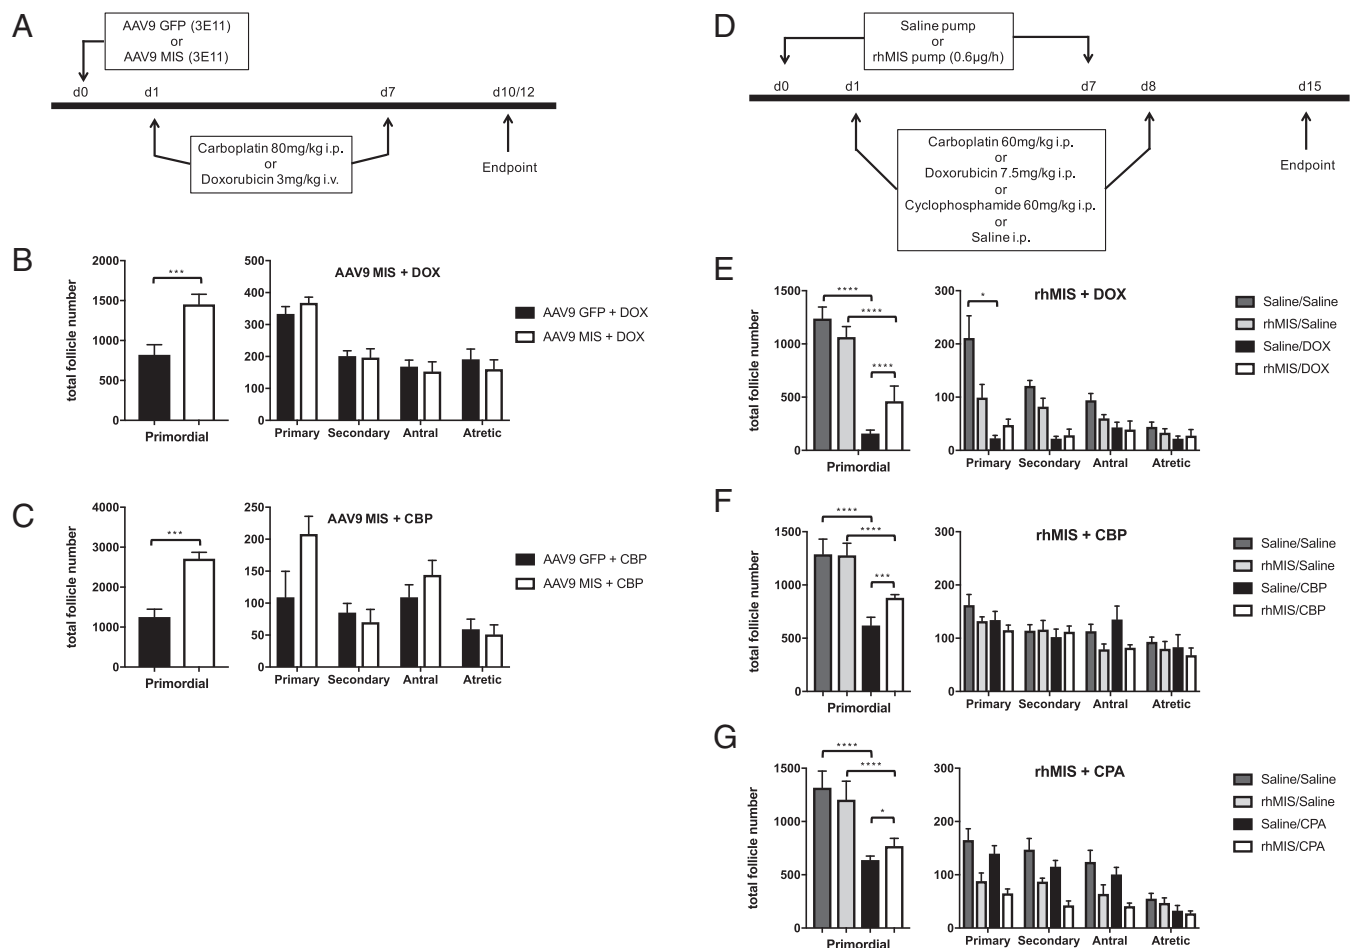 A
AAV9 GFP (3E11)
or
AAV9 MIS (3E11)
d0
d1
d7
d10/12
Carboplatin 80mg/kg i.p.
or
Doxorubicin 3mg/kg i.v.
Endpoint
B
total follicle number
2000
1500
1000
500
0
***
Primordial
500
400
300
200
100
0
AAV9 MIS + DOX
Primary
Secondary
Antral
Atretic
AAV9 GFP + DOX
AAV9 MIS + DOX
C
total follicle number
4000
3000
2000
1000
0
***
Primordial
250
200
150
100
50
0
AAV9 MIS + CBP
Primary
Secondary
Antral
Atretic
AAV9 GFP + CBP
AAV9 MIS + CBP
D
Saline pump
or
rhMIS pump (0.6µg/h)
d0
d1
d7
d8
d15
Carboplatin 60mg/kg i.p.
or
Doxorubicin 7.5mg/kg i.p.
or
Cyclophosphamide 60mg/kg i.p.
or
Saline i.p.
Endpoint
E
total follicle number
1500
1000
500
0
****
****
****
Primordial
300
200
100
0
*
rhMIS + DOX
Primary
Secondary
Antral
Atretic
Saline/Saline
rhMIS/Saline
Saline/DOX
rhMIS/DOX
F
total follicle number
1500
1000
500
0
****
****
***
Primordial
300
200
100
0
rhMIS + CBP
Primary
Secondary
Antral
Atretic
Saline/Saline
rhMIS/Saline
Saline/CBP
rhMIS/CBP
G
total follicle number
1500
1000
500
0
****
****
*
Primordial
300
200
100
0
rhMIS + CPA
Primary
Secondary
Antral
Atretic
Saline/Saline
rhMIS/Saline
Saline/CPA
rhMIS/CPA